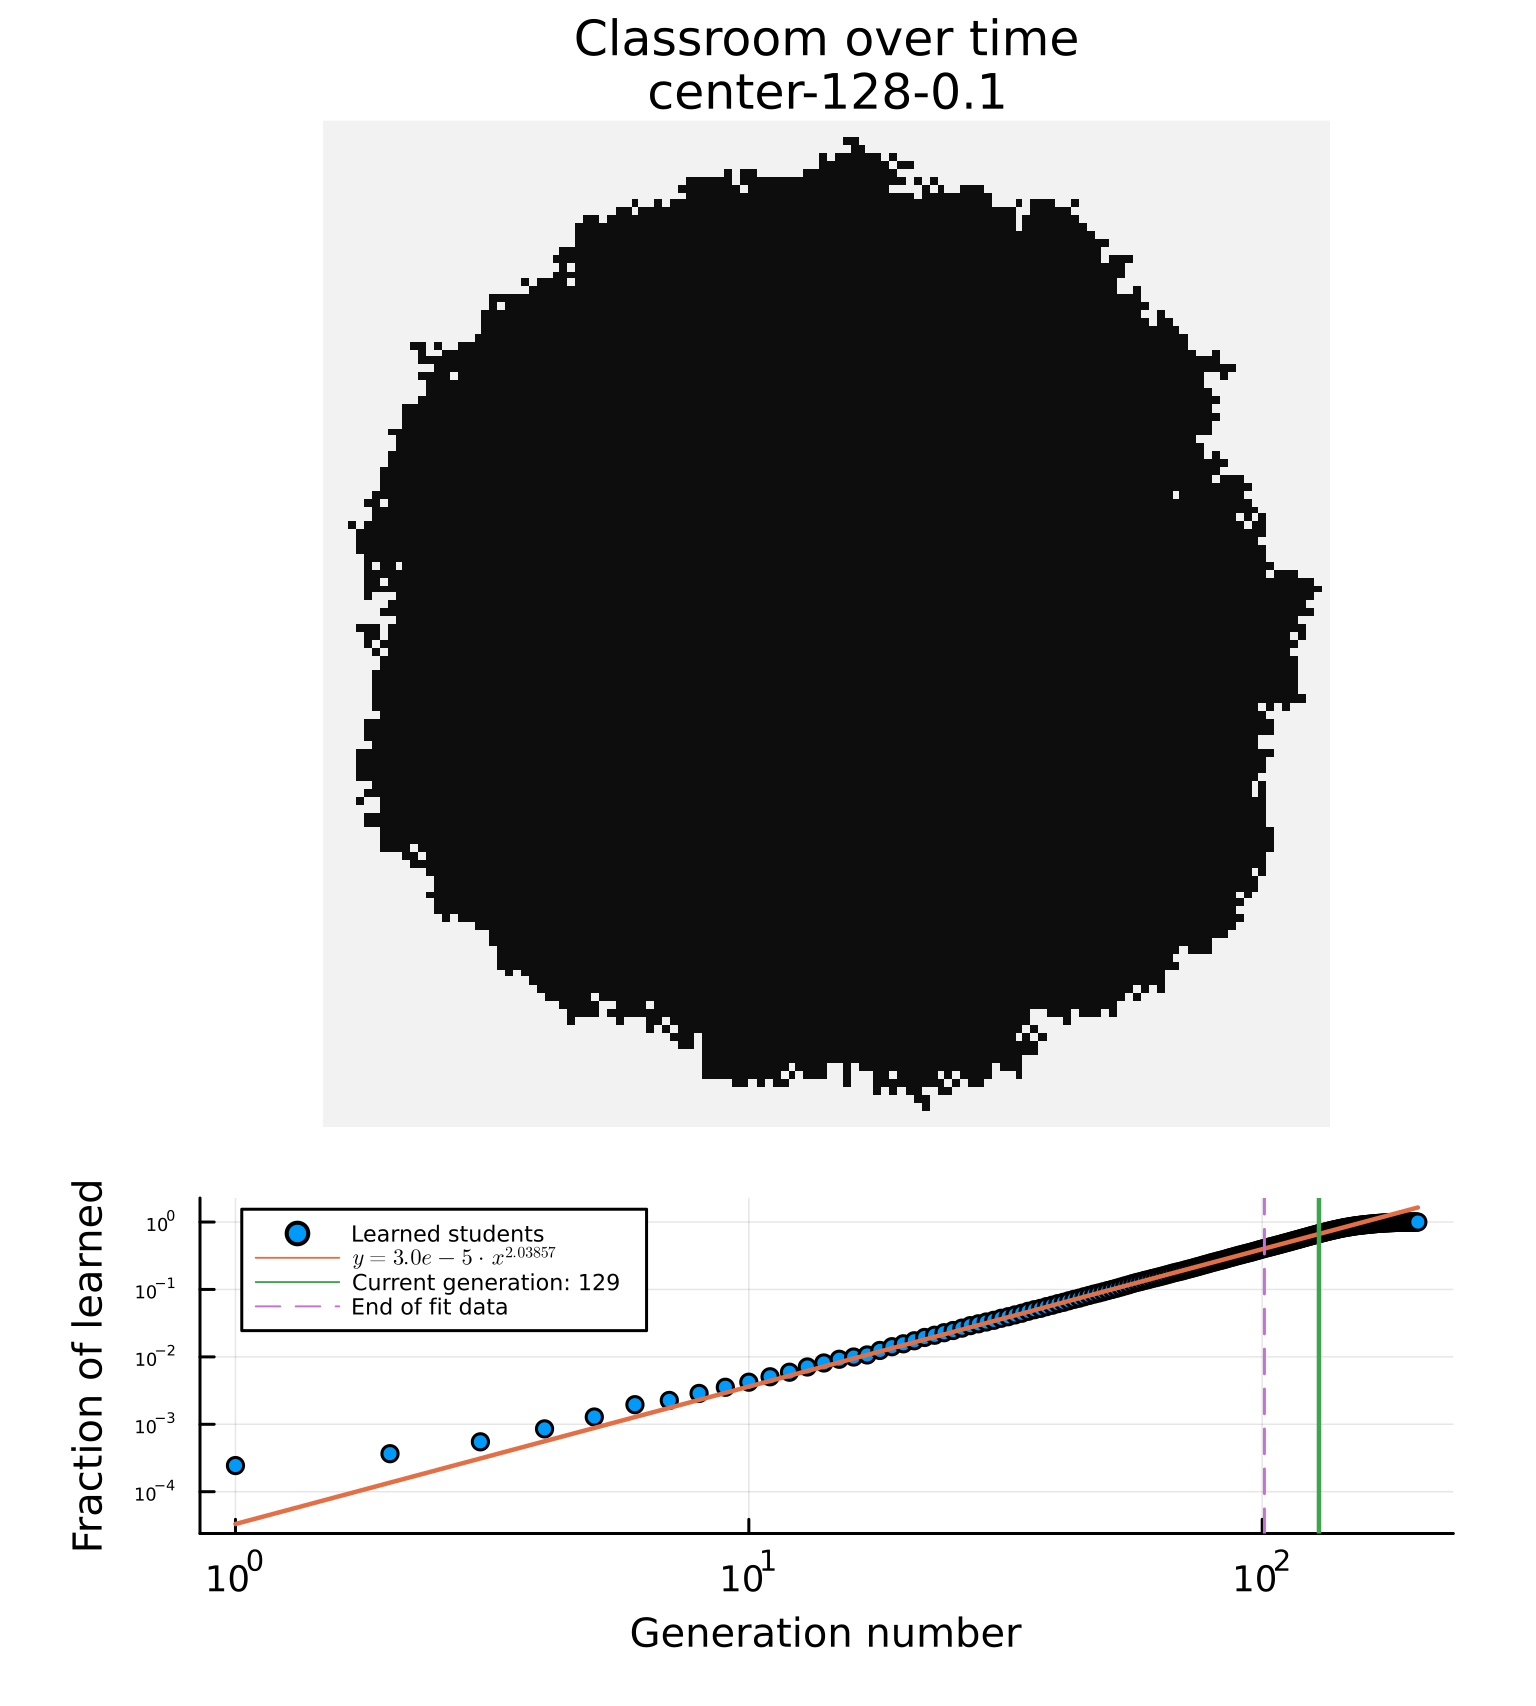 Classroom over time
center-128-0.1
Fraction of learned
10^0
10^-1
10^-2
10^-3
10^-4
Learned students
y = 3.0e − 5 · x^2.03857
Current generation: 129
End of fit data
10^0 10^1 10^2
Generation number